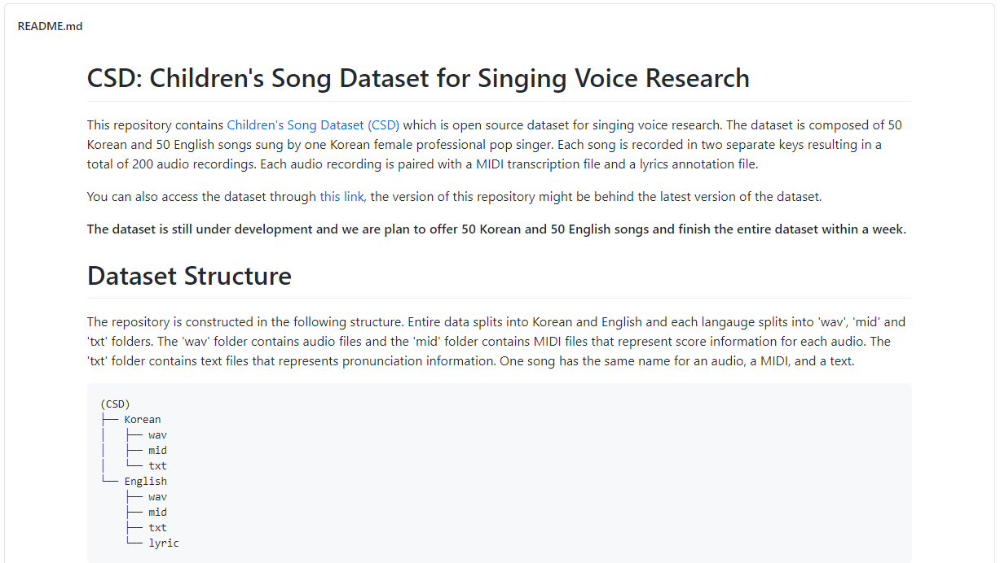 README.md
CSD: Children's Song Dataset for Singing Voice Research
This repository contains Children's Song Dataset (CSD) which is open source dataset for singing voice research. The dataset is composed of 50
Korean and 50 English songs sung by one Korean female professional pop singer. Each song is recorded in two separate keys resulting in a
total of 200 audio recordings. Each audio recording is paired with a MIDI transcription file and a lyrics annotation file.
You can also access the dataset through this link, the version of this repository might be behind the latest version of the dataset.
The dataset is still under development and we are plan to offer 50 Korean and 50 English songs and finish the entire dataset within a week.
Dataset Structure
The repository is constructed in the following structure. Entire data splits into Korean and English and each langauge splits into 'wav', 'mid' and
'txt' folders. The 'wav' folder contains audio files and the 'mid' folder contains MIDI files that represent score information for each audio. The
'txt' folder contains text files that represents pronunciation information. One song has the same name for an audio, a MIDI, and a text.
(CSD)
├── Korean
│   ├── wav
│   ├── mid
│   └── txt
└── English
    ├── wav
    ├── mid
    ├── txt
    └── lyric